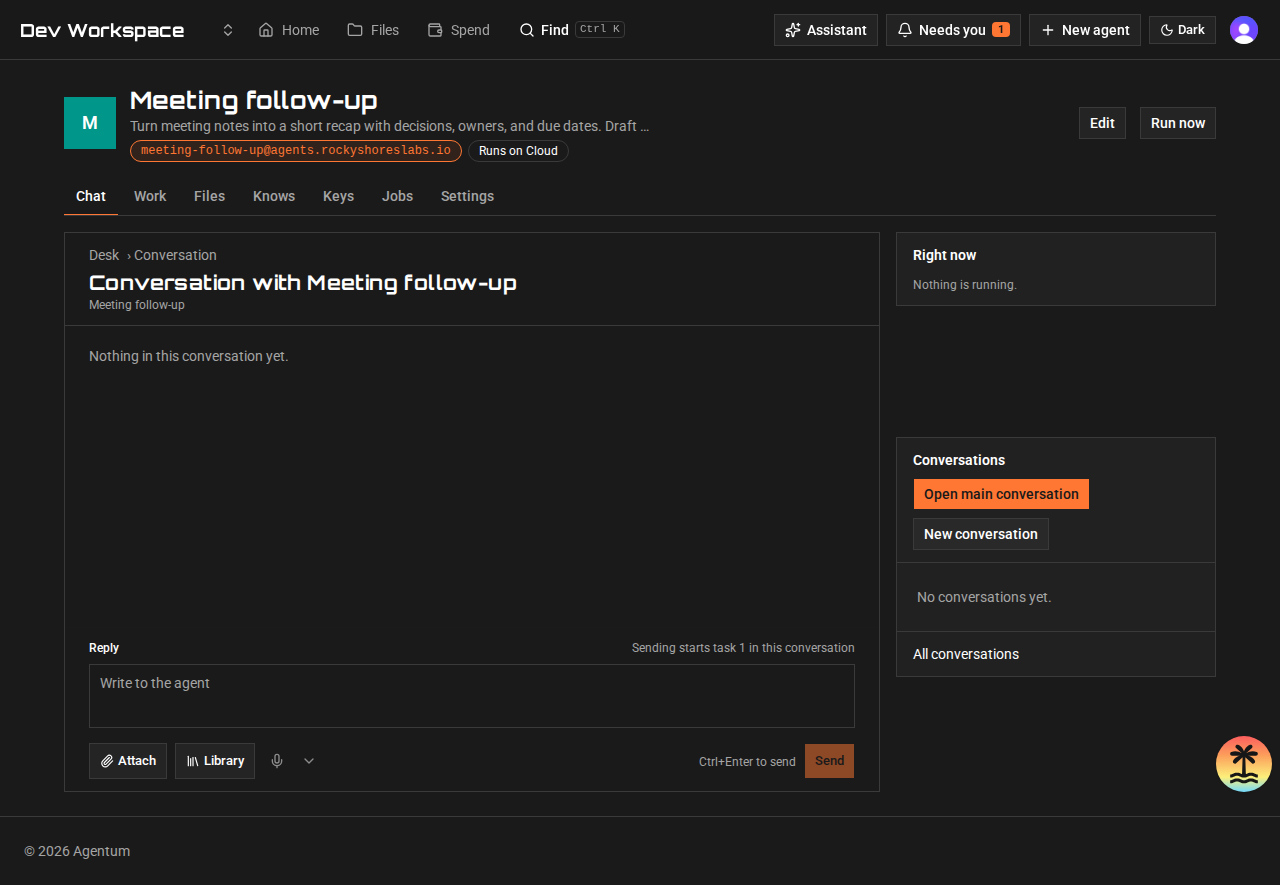 Dev Workspace
Home
Files
Spend
Find
Ctrl K
Assistant
Needs you 1
New agent
Dark
M
Meeting follow-up
Turn meeting notes into a short recap with decisions, owners, and due dates. Draft ...
meeting-follow-up@agents.rockyshoreslabs.io
Runs on Cloud
Edit
Run now
Chat
Work
Files
Knows
Keys
Jobs
Settings
Desk › Conversation
Conversation with Meeting follow-up
Meeting follow-up
Nothing in this conversation yet.
Reply
Sending starts task 1 in this conversation
Write to the agent
Attach
Library
Ctrl+Enter to send
Send
Right now
Nothing is running.
Conversations
Open main conversation
New conversation
No conversations yet.
All conversations
© 2026 Agentum